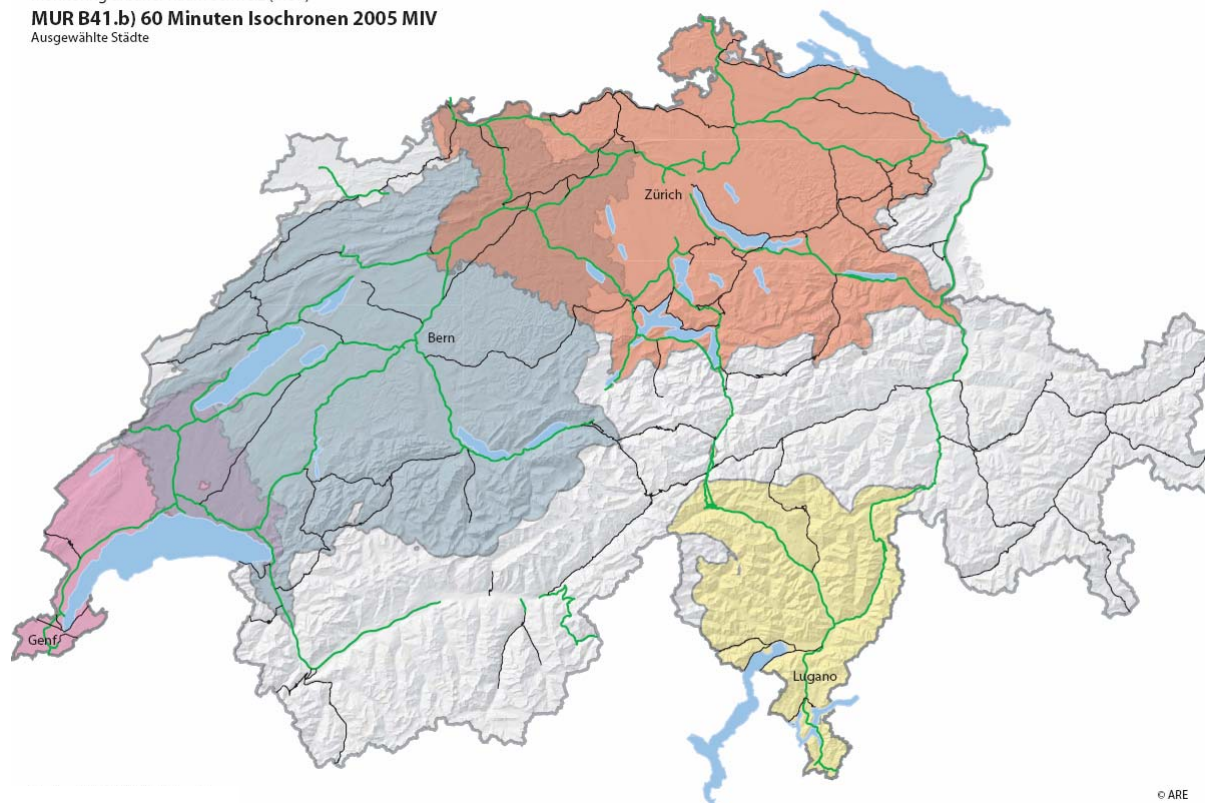 MUR B41.b) 60 Minuten Isochronen 2005 MIV
Ausgewählte Städte
Zürich
Bern
Genf
Lugano
© ARE